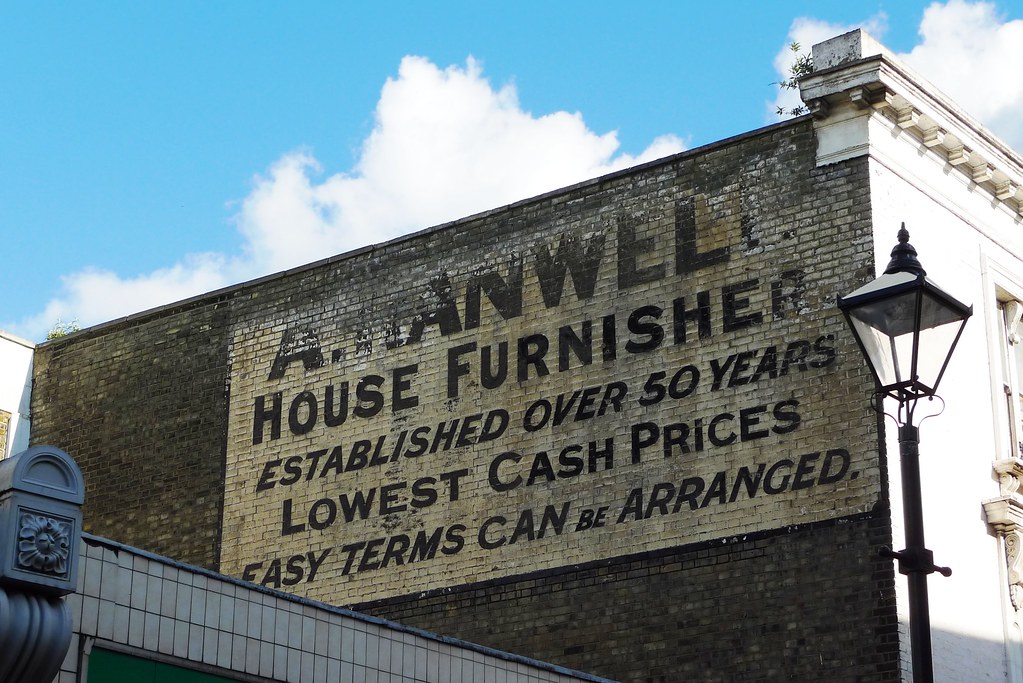 A.
HOUSE FURNISHER
ESTABLISHED OVER 50 YEARS
LOWEST CASH PRICES
EASY TERMS CAN BE ARRANGED.